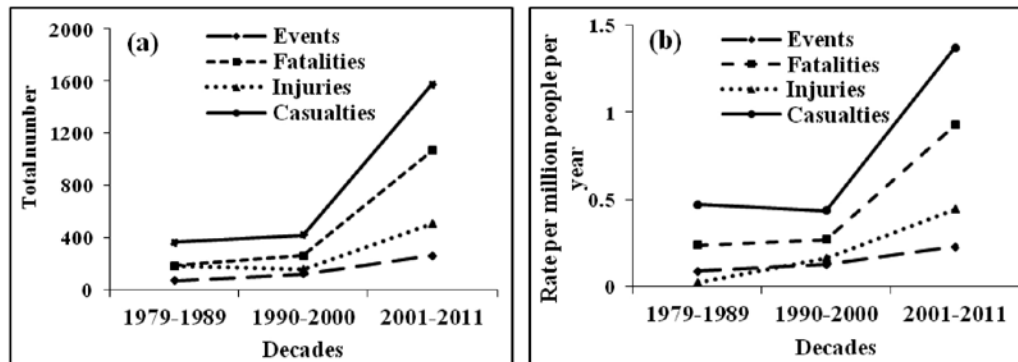 (a)
Events
Fatalities
Injuries
Casualties
Total number
2000
1600
1200
800
400
0
1979-1989 1990-2000 2001-2011
Decades
(b)
Events
Fatalities
Injuries
Casualties
Rate per million people per
year
1.5
1
0.5
0
1979-1989 1990-2000 2001-2011
Decades